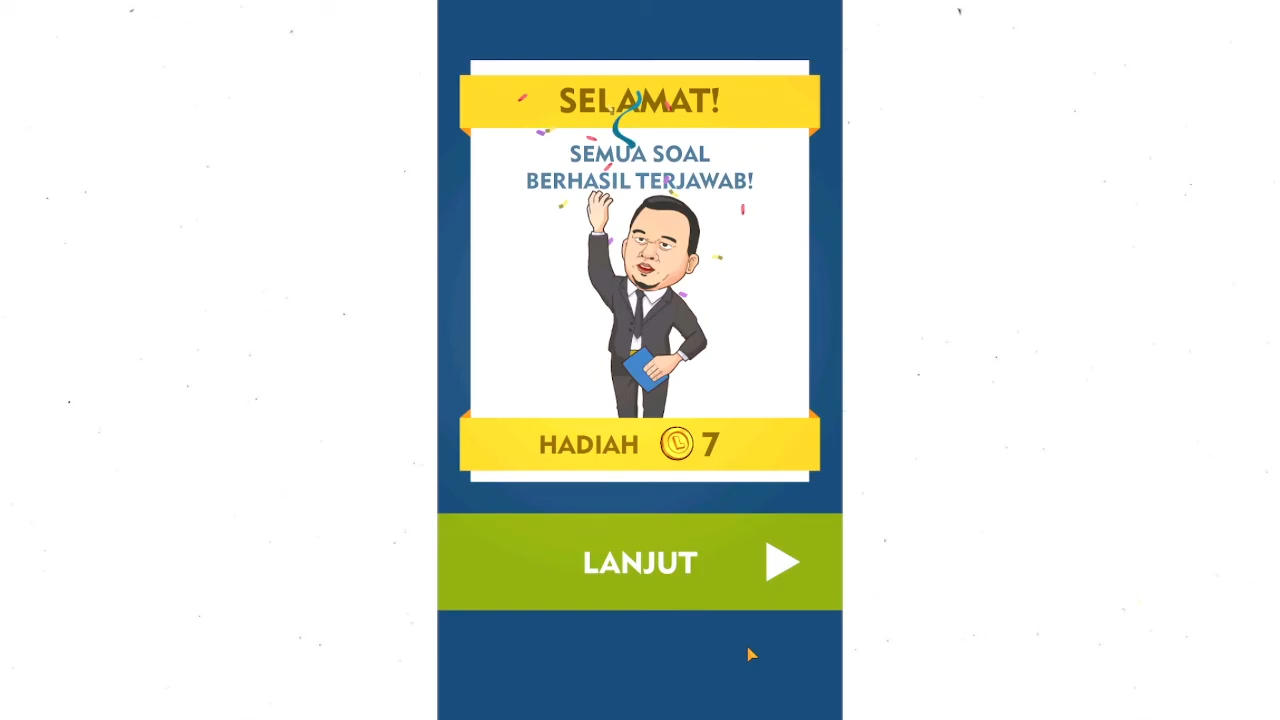 SELAMAT!
SEMUA SOAL
BERHASIL TERJAWAB!
HADIAH L 7
LANJUT